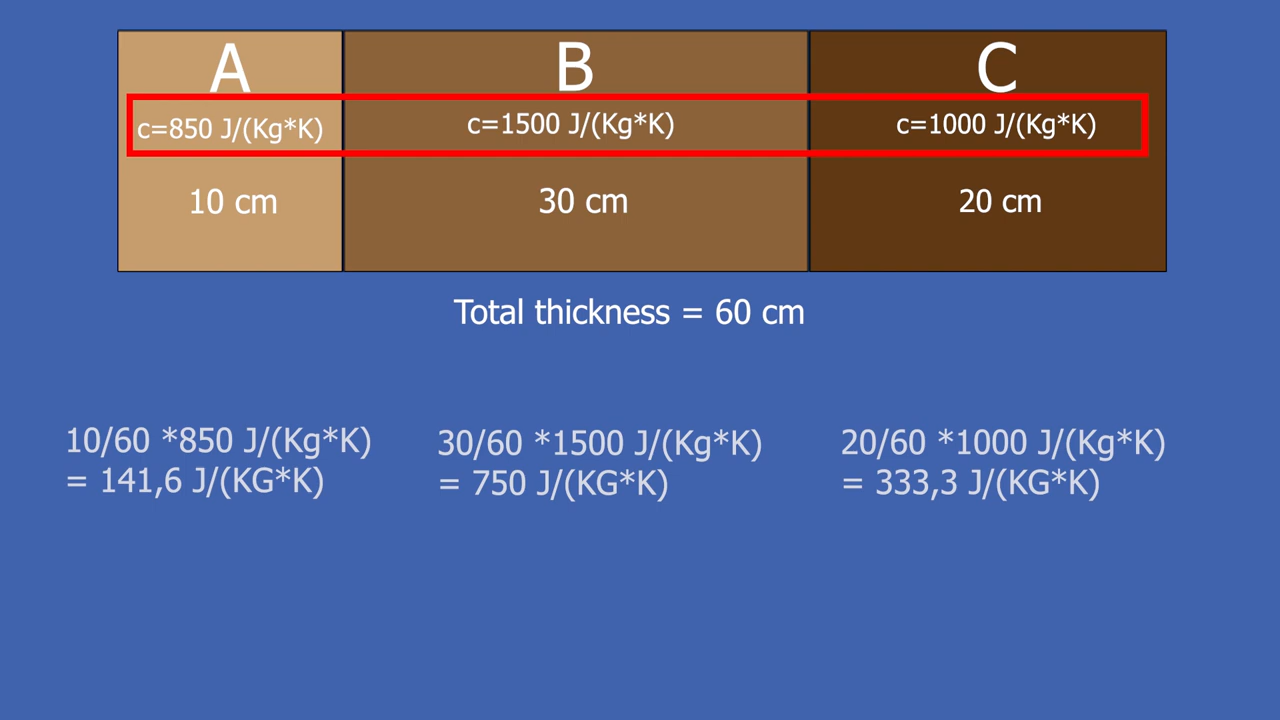 A
B
C
c=850 J/(Kg*K)
c=1500 J/(Kg*K)
c=1000 J/(Kg*K)
10 cm
30 cm
20 cm
Total thickness = 60 cm
10/60 *850 J/(Kg*K)
= 141,6 J/(KG*K)
30/60 *1500 J/(Kg*K)
= 750 J/(KG*K)
20/60 *1000 J/(Kg*K)
= 333,3 J/(KG*K)